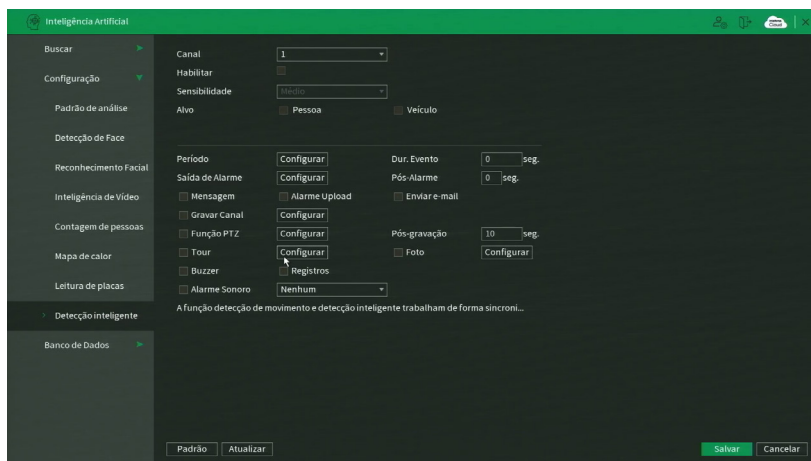 Inteligência Artificial
Cloud
Buscar
Configuração
Padrão de análise
Detecção de Face
Reconhecimento Facial
Inteligência de Vídeo
Contagem de pessoas
Mapa de calor
Leitura de placas
Detecção inteligente
Banco de Dados
Canal 1
Habilitar
Sensibilidade Médio
Alvo Pessoa Veículo
Período Configurar Dur. Evento 0 seg.
Saída de Alarme Configurar Pós-Alarme 0 seg.
Mensagem Alarme Upload Enviar e-mail
Gravar Canal Configurar
Função PTZ Configurar Pós-gravação 10 seg.
Tour Configurar Foto Configurar
Buzzer Registros
Alarme Sonoro Nenhum
A função detecção de movimento e detecção inteligente trabalham de forma sincroni...
Padrão Atualizar Salvar Cancelar